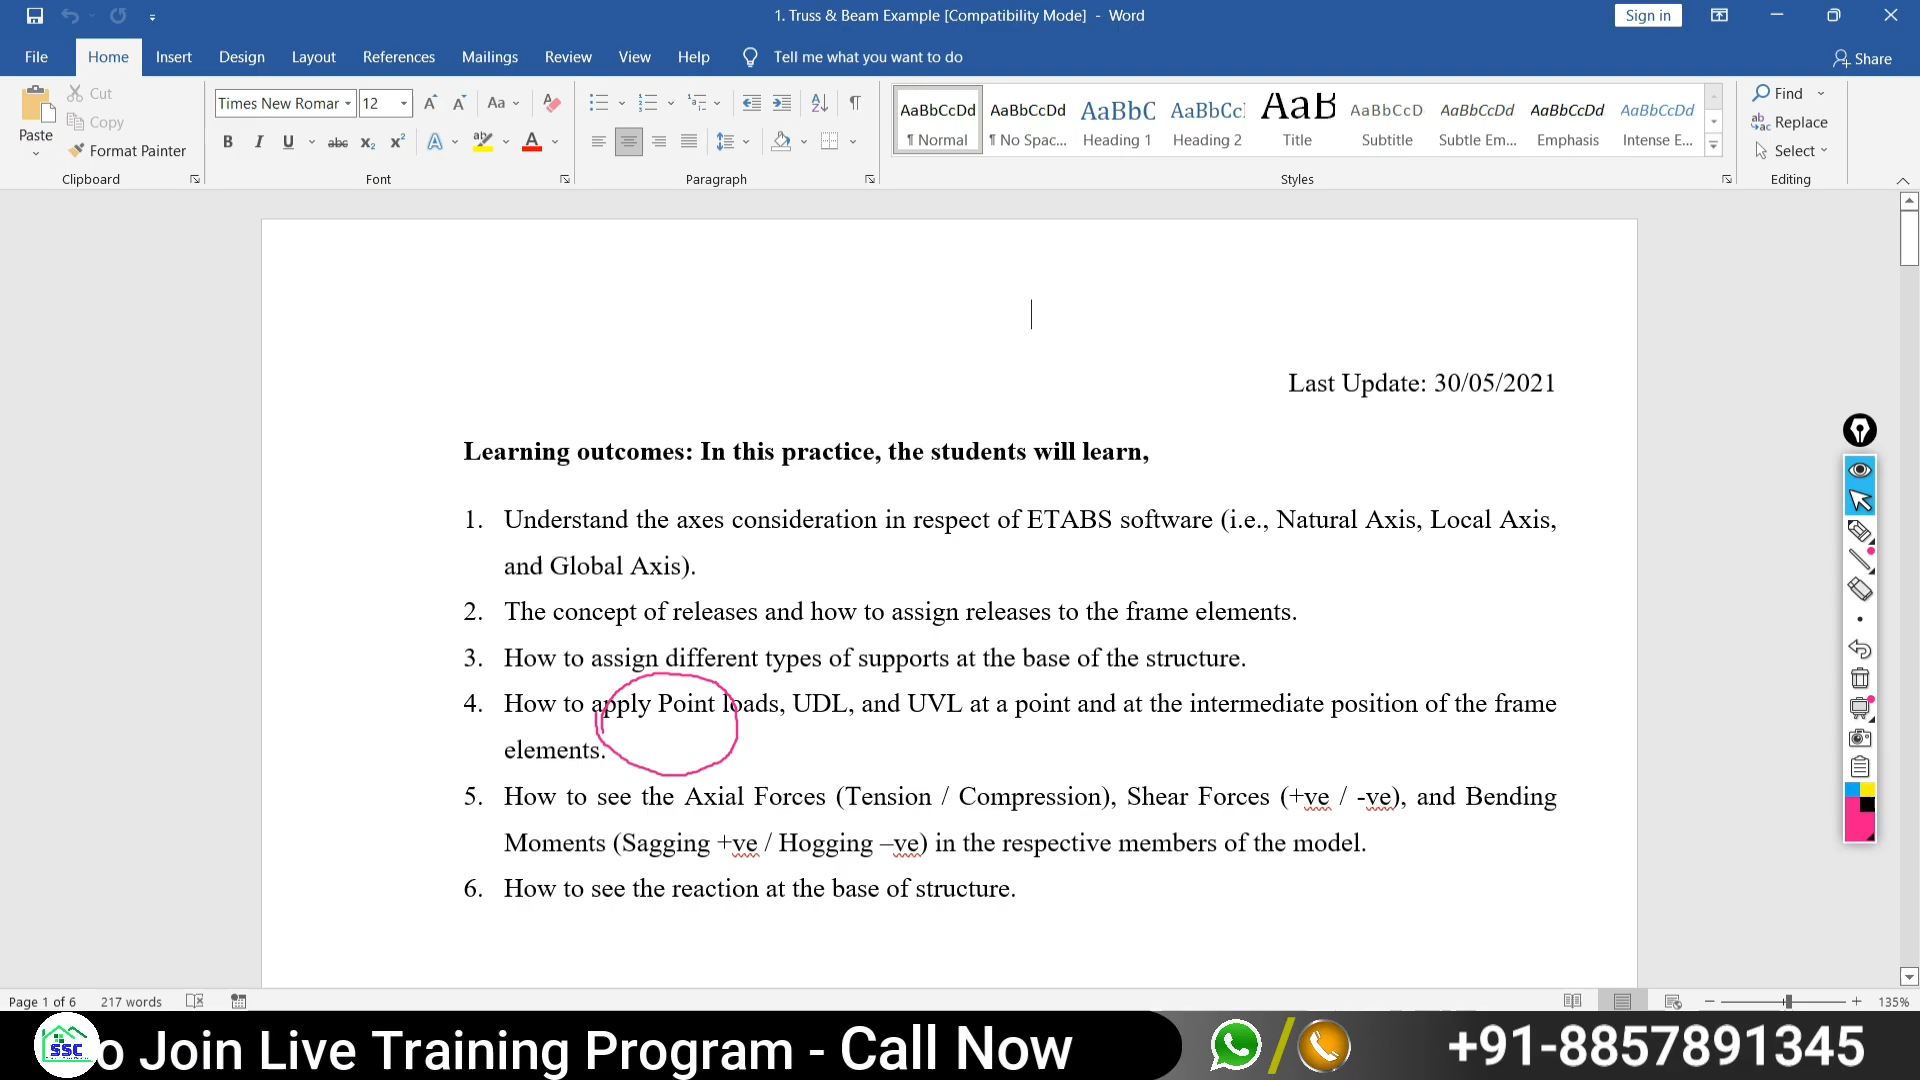 1. Truss & Beam Example [Compatibility Mode] - Word
Sign in
File Home Insert Design Layout References Mailings Review View Help Tell me what you want to do
Share
Paste
Cut
Copy
Format Painter
Clipboard
Times New Romar 12
Font
Paragraph
AaBbCcDd AaBbCcDd AaBbC AaBbCcI AaB AaBbCcD AaBbCcDd AaBbCcDd AaBbCcDd
¶ Normal ¶ No Spac... Heading 1 Heading 2 Title Subtitle Subtle Em... Emphasis Intense E...
Styles
Find
Replace
Select
Editing
Last Update: 30/05/2021
Learning outcomes: In this practice, the students will learn,
1. Understand the axes consideration in respect of ETABS software (i.e., Natural Axis, Local Axis,
and Global Axis).
2. The concept of releases and how to assign releases to the frame elements.
3. How to assign different types of supports at the base of the structure.
4. How to apply Point loads, UDL, and UVL at a point and at the intermediate position of the frame
elements.
5. How to see the Axial Forces (Tension / Compression), Shear Forces (+ve / -ve), and Bending
Moments (Sagging +ve / Hogging –ve) in the respective members of the model.
6. How to see the reaction at the base of structure.
Page 1 of 6 217 words
135%
SSC
o Join Live Training Program - Call Now
+91-8857891345